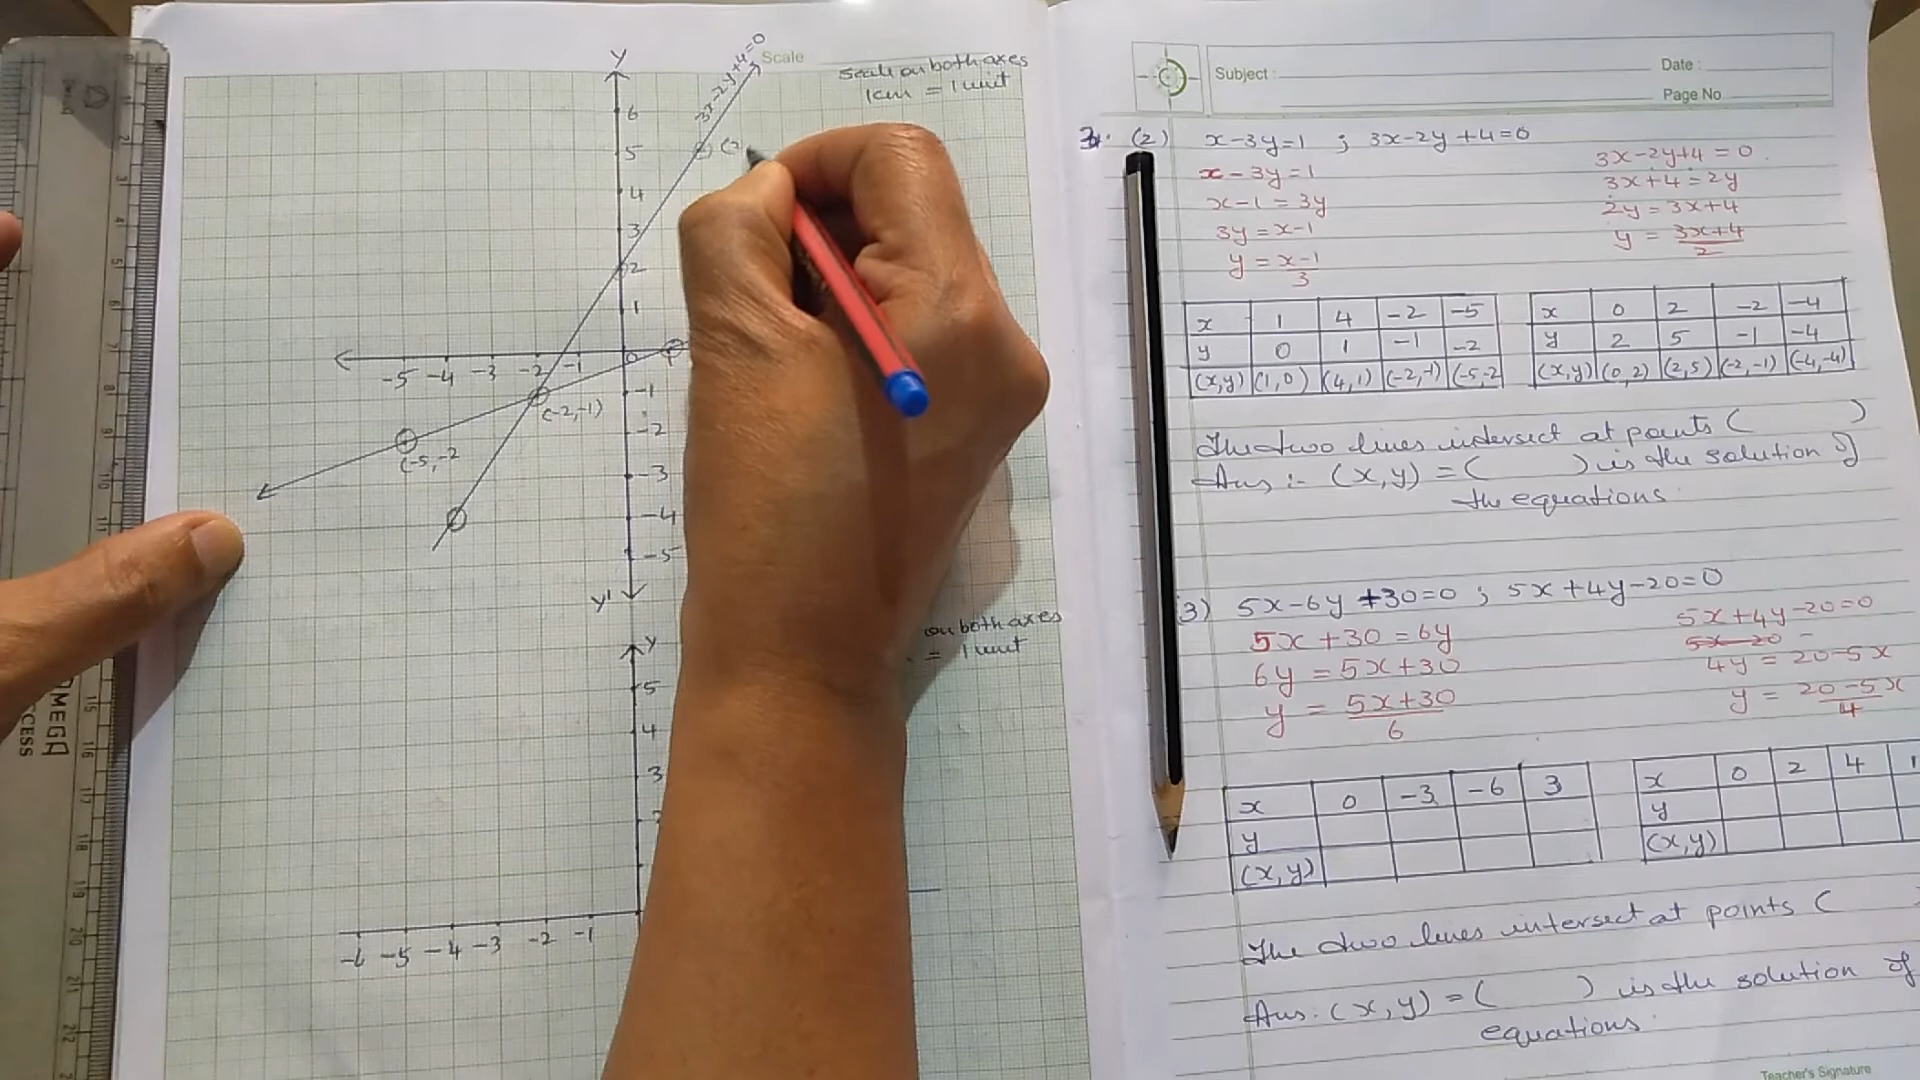 Scale
Scale on both axes
1cm = 1 unit
Y
3x-2y+4=0
6
5
(2,
4
3
2
1
0
-5 -4 -3 -2 -1
-1
(-2,-1)
-2
(-5,-2
-3
-4
-5
Y'
on both axes
= 1 unit
Y
5
4
3
-6 -5 -4 -3 -2 -1
OMEGA
Subject :
Date :
Page No
(2) x-3y=1 ; 3x-2y+4=0
x-3y=1
x-1=3y
3y=x-1
y = x-1
3
3x-2y+4=0
3x+4=2y
2y=3x+4
y = 3x+4
2
x 1 4 -2 -5
y 0 1 -1 -2
(x,y) (1,0) (4,1) (-2,-1) (-5,-2
x 0 2 -2 -4
y 2 5 -1 -4
(x,y) (0,2) (2,5) (-2,-1) (-4,-4)
The two lines intersect at points ( )
Ans :- (x,y) = ( ) is the solution of
the equations.
3) 5x-6y+30=0 ; 5x+4y-20=0
5x+30=6y
6y=5x+30
y = 5x+30
6
5x+4y-20=0
5x-20 =
4y=20-5x
y = 20-5x
4
x 0 -3 -6 3
y
(x,y)
x 0 2 4 1
y
(x,y)
The two lines intersect at points (
Ans. (x,y) = ( ) is the solution of
equations.
Teacher's Signature